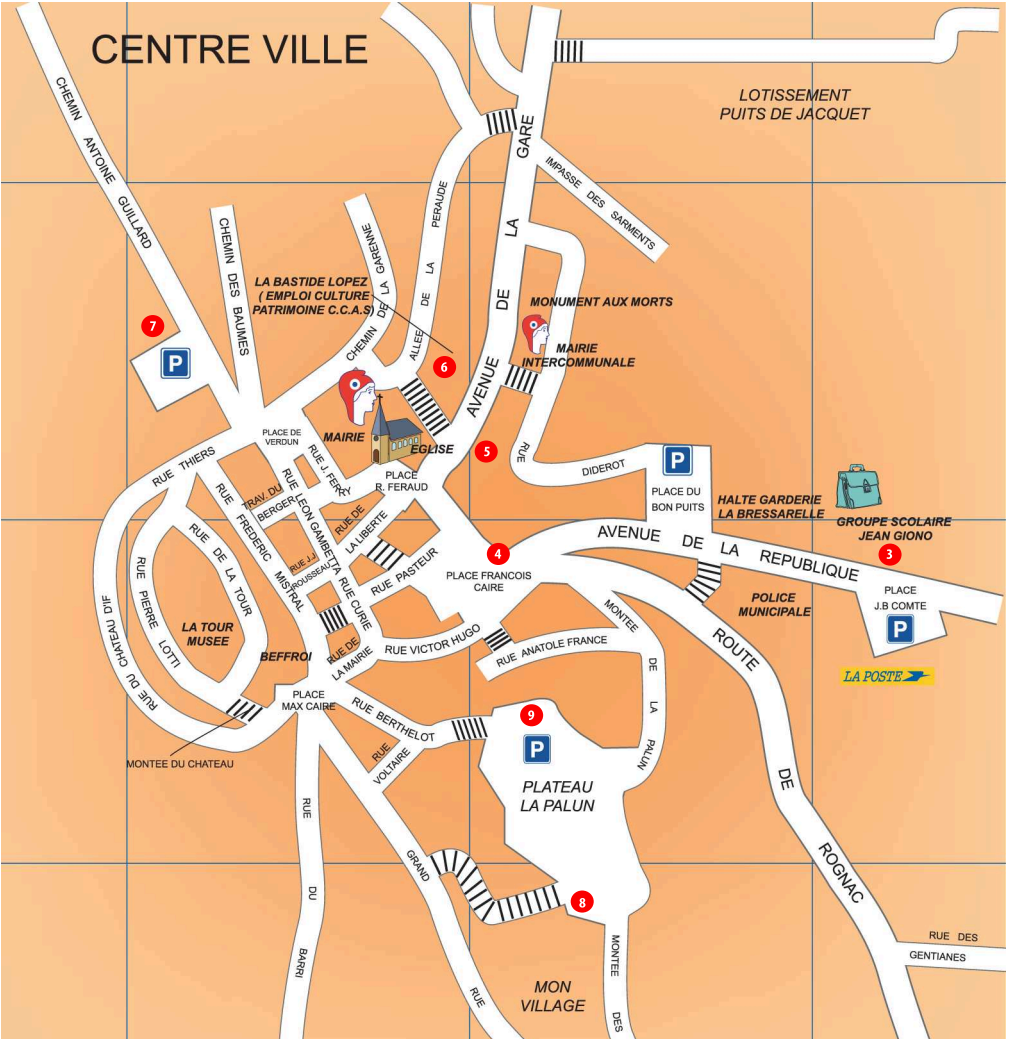 CENTRE VILLE
LOTISSEMENT
PUITS DE JACQUET
CHEMIN ANTOINE GUILLARD
CHEMIN DES BAUMES
CHEMIN DE LA GARENNE
ALLEE DE LA PERAUDE
AVENUE DE LA GARE
IMPASSE DES SARMENTS
LA BASTIDE LOPEZ
( EMPLOI CULTURE
PATRIMOINE C.C.A.S)
MONUMENT AUX MORTS
MAIRIE
INTERCOMMUNALE
7
P
6
MAIRIE
EGLISE
PLACE DE
VERDUN
RUE J. FERRY
PLACE
R. FERAUD
5
RUE DIDEROT
P
PLACE DU
BON PUITS
HALTE GARDERIE
LA BRESSARELLE
GROUPE SCOLAIRE
JEAN GIONO
3
RUE THIERS
TRAV. DU
BERGER
RUE LEON GAMBETTA
RUE FREDERIC MISTRAL
RUE DE
LA LIBERTE
RUE J.J
ROUSSEAU
RUE CURIE
RUE PASTEUR
4
PLACE FRANCOIS
CAIRE
AVENUE DE LA REPUBLIQUE
POLICE
MUNICIPALE
PLACE
J.B COMTE
P
LA POSTE
RUE DE LA TOUR
RUE PIERRE LOTTI
RUE DU CHATEAU D'IF
LA TOUR
MUSEE
BEFFROI
RUE DE
LA MAIRIE
RUE VICTOR HUGO
RUE ANATOLE FRANCE
MONTEE DE LA PALUN
ROUTE DE ROGNAC
PLACE
MAX CAIRE
MONTEE DU CHATEAU
RUE BERTHELOT
RUE
VOLTAIRE
9
P
PLATEAU
LA PALUN
8
RUE DU BARRI
GRAND RUE
MON
VILLAGE
MONTEE DES
RUE DES
GENTIANES